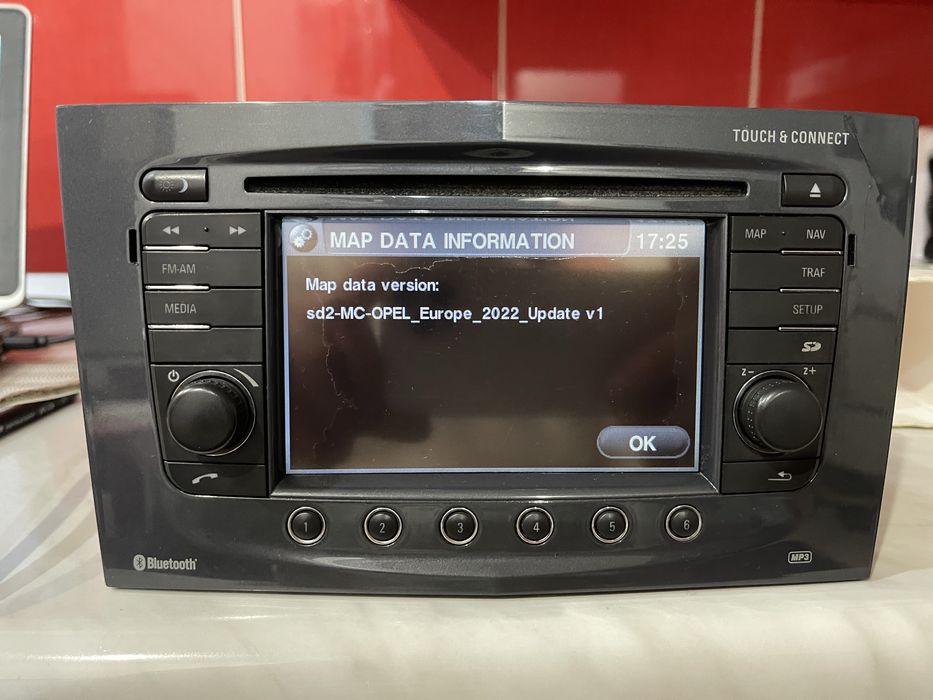 TOUCH & CONNECT
MAP DATA INFORMATION 17:25
Map data version:
sd2-MC-OPEL_Europe_2022_Update v1
OK
FM-AM
MEDIA
MAP · NAV
TRAF
SETUP
SD
Z- Z+
1 2 3 4 5 6
Bluetooth
MP3